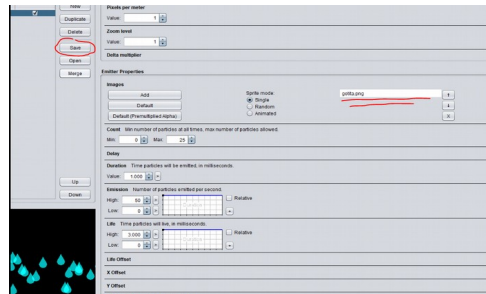 New
Duplicate
Delete
Save
Open
Merge
Up
Down
Pixels per meter
Value: 1
Zoom level
Value: 1
Delta multiplier
Emitter Properties
Images
Add
Default
Default (Premultiplied Alpha)
Sprite mode
Single
Random
Animated
gotita.png
Count Min number of particles at all times, max number of particles allowed.
Min: 0 Max: 25
Delay
Duration Time particles will be emitted, in milliseconds.
Value: 1.000
Emission Number of particles emitted per second.
High: 50
Relative
Low: 0
Life Time particles will live, in milliseconds.
High: 3.000
Relative
Low: 0
Life Offset
X Offset
Y Offset